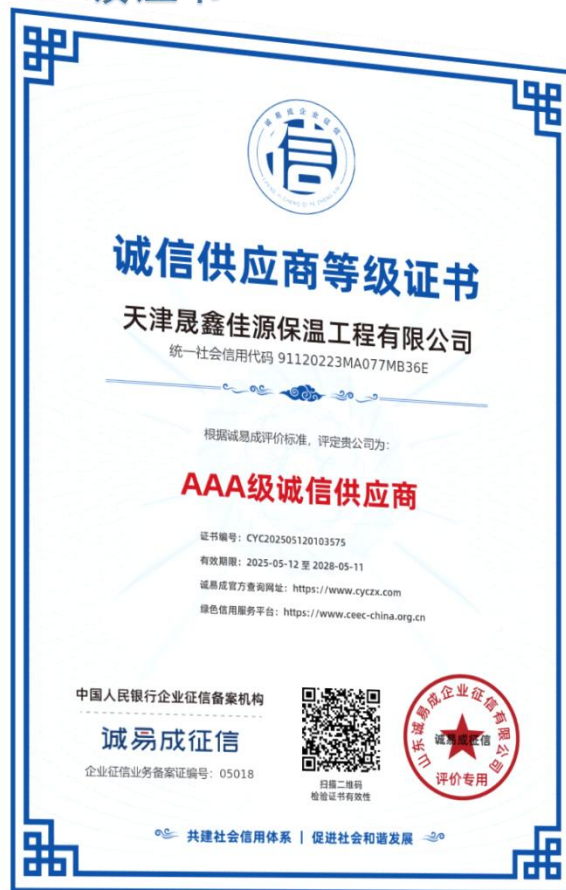 诚易成企业征信
信
诚信供应商等级证书
天津晟鑫佳源保温工程有限公司
统一社会信用代码 91120223MA077MB36E
根据诚易成评价标准，评定贵公司为：
AAA级诚信供应商
证书编号：CYC202505120103575
有效期限：2025-05-12 至 2028-05-11
诚易成官方查询网址：https://www.cyczx.com
绿色信用服务平台：https://www.ceec-china.org.cn
中国人民银行企业征信备案机构
诚易成征信
企业征信业务备案证编号：05018
扫描二维码
检验证书有效性
山东诚易成企业征信有限公司
诚易成征信
评价专用
共建社会信用体系 | 促进社会和谐发展